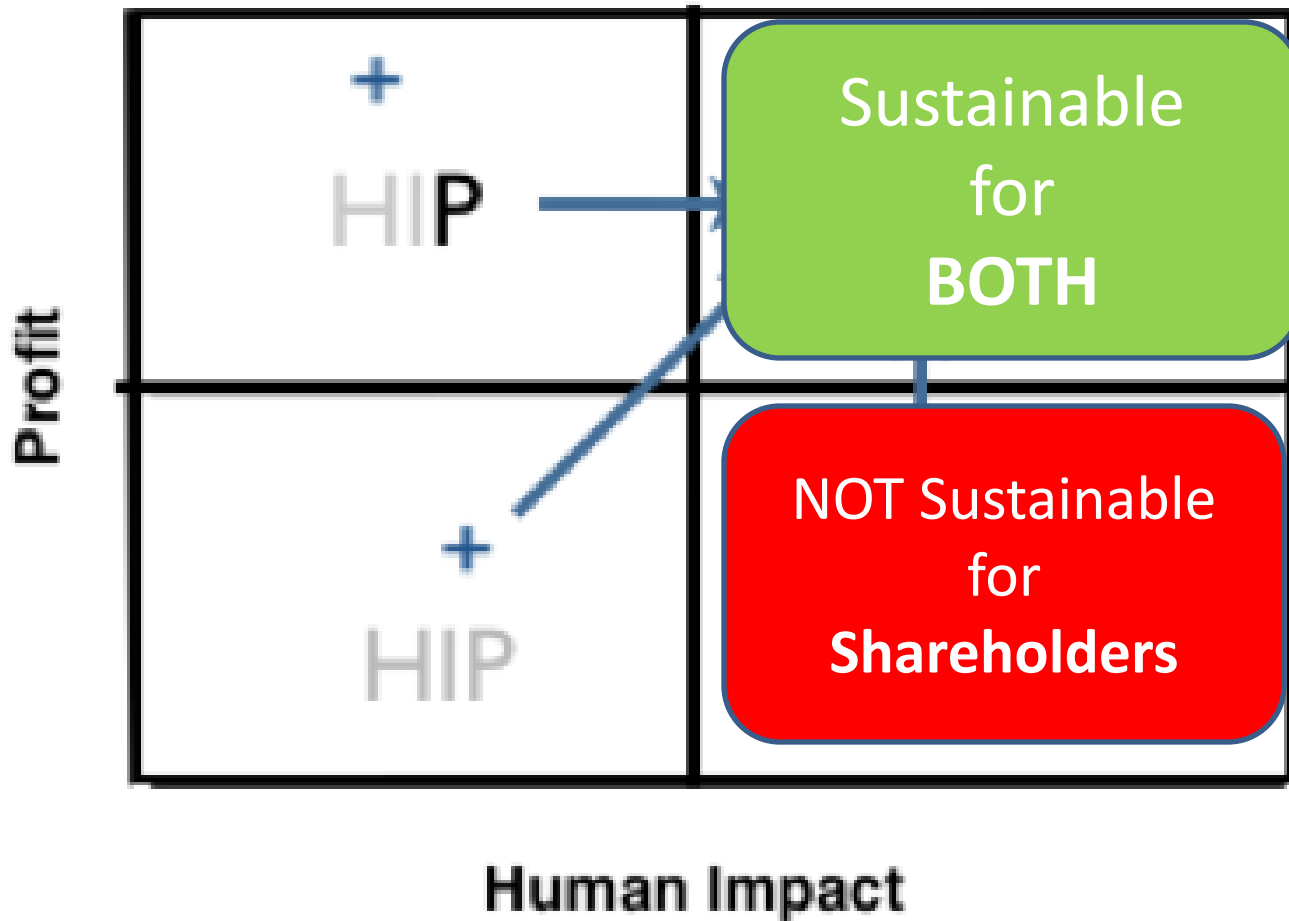 +
HIP
Sustainable
for
BOTH
Profit
+
HIP
NOT Sustainable
for
Shareholders
Human Impact